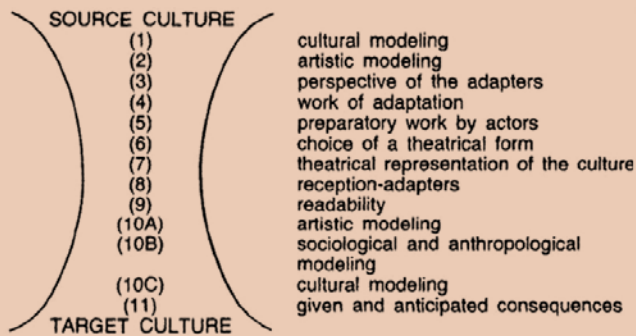 SOURCE CULTURE
(1) cultural modeling
(2) artistic modeling
(3) perspective of the adapters
(4) work of adaptation
(5) preparatory work by actors
(6) choice of a theatrical form
(7) theatrical representation of the culture
(8) reception-adapters
(9) readability
(10A) artistic modeling
(10B) sociological and anthropological
modeling
(10C) cultural modeling
(11) given and anticipated consequences
TARGET CULTURE